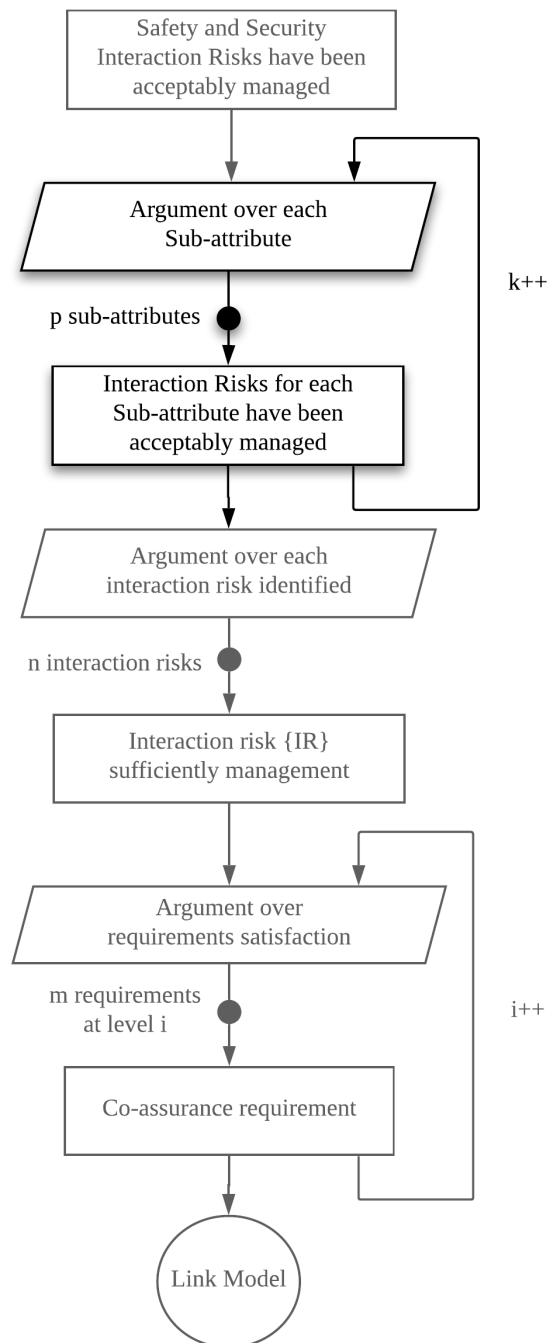 Safety and Security
Interaction Risks have been
acceptably managed
Argument over each
Sub-attribute
k++
p sub-attributes
Interaction Risks for each
Sub-attribute have been
acceptably managed
Argument over each
interaction risk identified
n interaction risks
Interaction risk {IR}
sufficiently management
Argument over
requirements satisfaction
m requirements
at level i
i++
Co-assurance requirement
Link Model